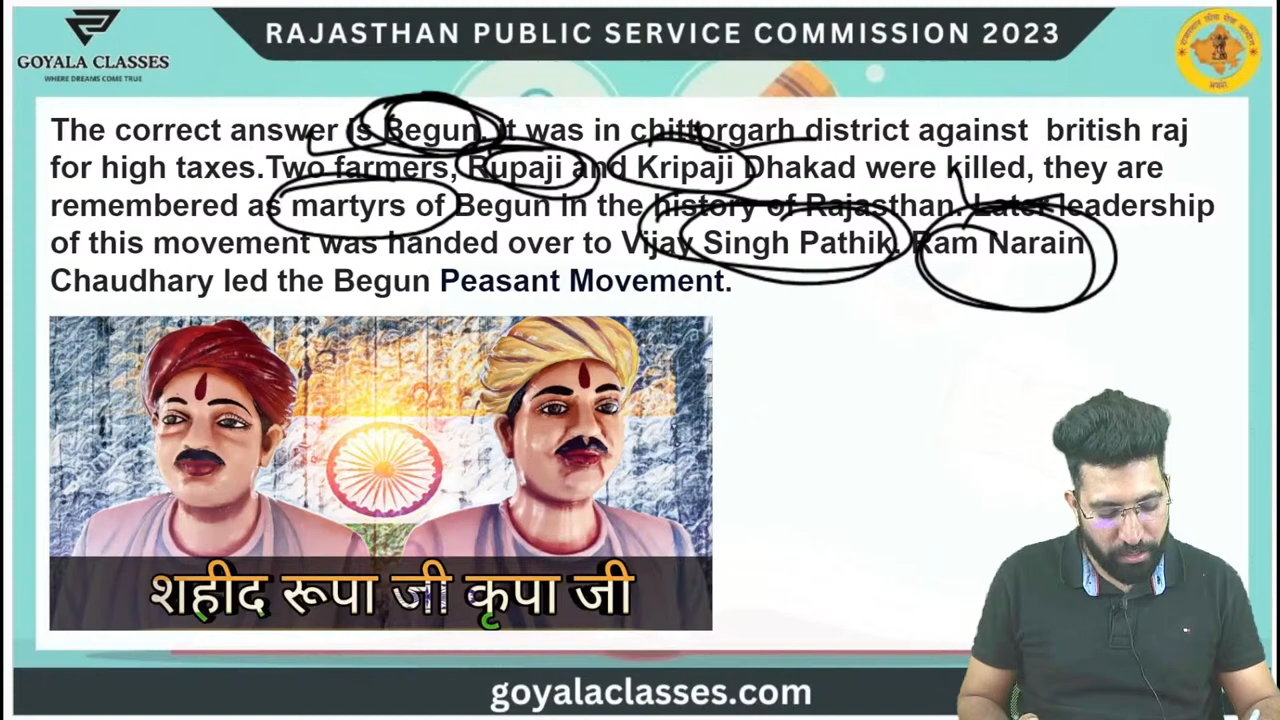 RAJASTHAN PUBLIC SERVICE COMMISSION 2023
GOYALA CLASSES
WHERE DREAMS COME TRUE
The correct answer is Begun. It was in chittorgarh district against british raj
for high taxes.Two farmers, Rupaji and Kripaji Dhakad were killed, they are
remembered as martyrs of Begun in the history of Rajasthan. Later leadership
of this movement was handed over to Vijay Singh Pathik. Ram Narain
Chaudhary led the Begun Peasant Movement.
शहीद रूपा जी कृपा जी
goyalaclasses.com